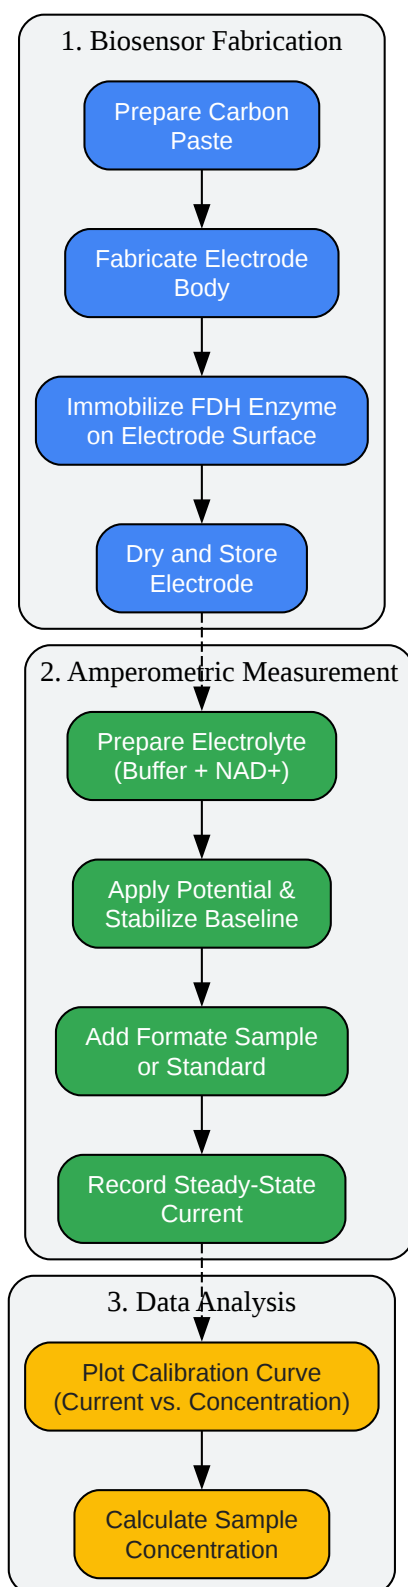 1. Biosensor Fabrication
Prepare Carbon
Paste
Fabricate Electrode
Body
Immobilize FDH Enzyme
on Electrode Surface
Dry and Store
Electrode
2. Amperometric Measurement
Prepare Electrolyte
(Buffer + NAD+)
Apply Potential &
Stabilize Baseline
Add Formate Sample
or Standard
Record Steady-State
Current
3. Data Analysis
Plot Calibration Curve
(Current vs. Concentration)
Calculate Sample
Concentration